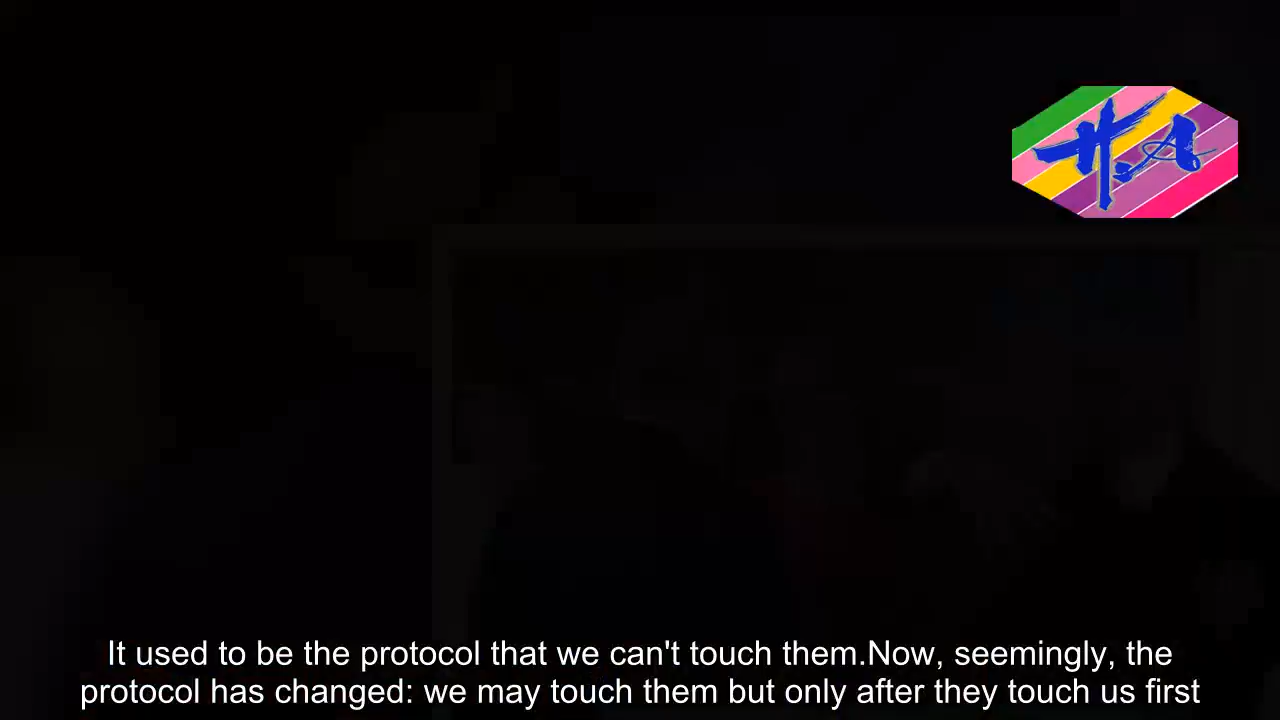 H.A
It used to be the protocol that we can't touch them.Now, seemingly, the
protocol has changed: we may touch them but only after they touch us first